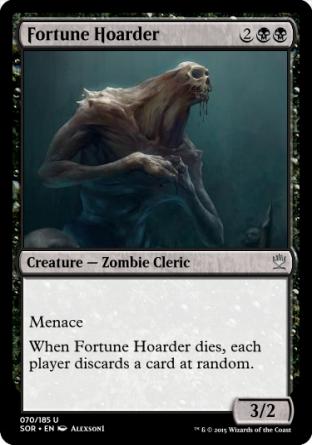 Fortune Hoarder 2
Creature — Zombie Cleric
Menace
When Fortune Hoarder dies, each
player discards a card at random.
070/185 U
SOR • EN ALEXSONÍ
™ & © 2015 Wizards of the Coast
3/2